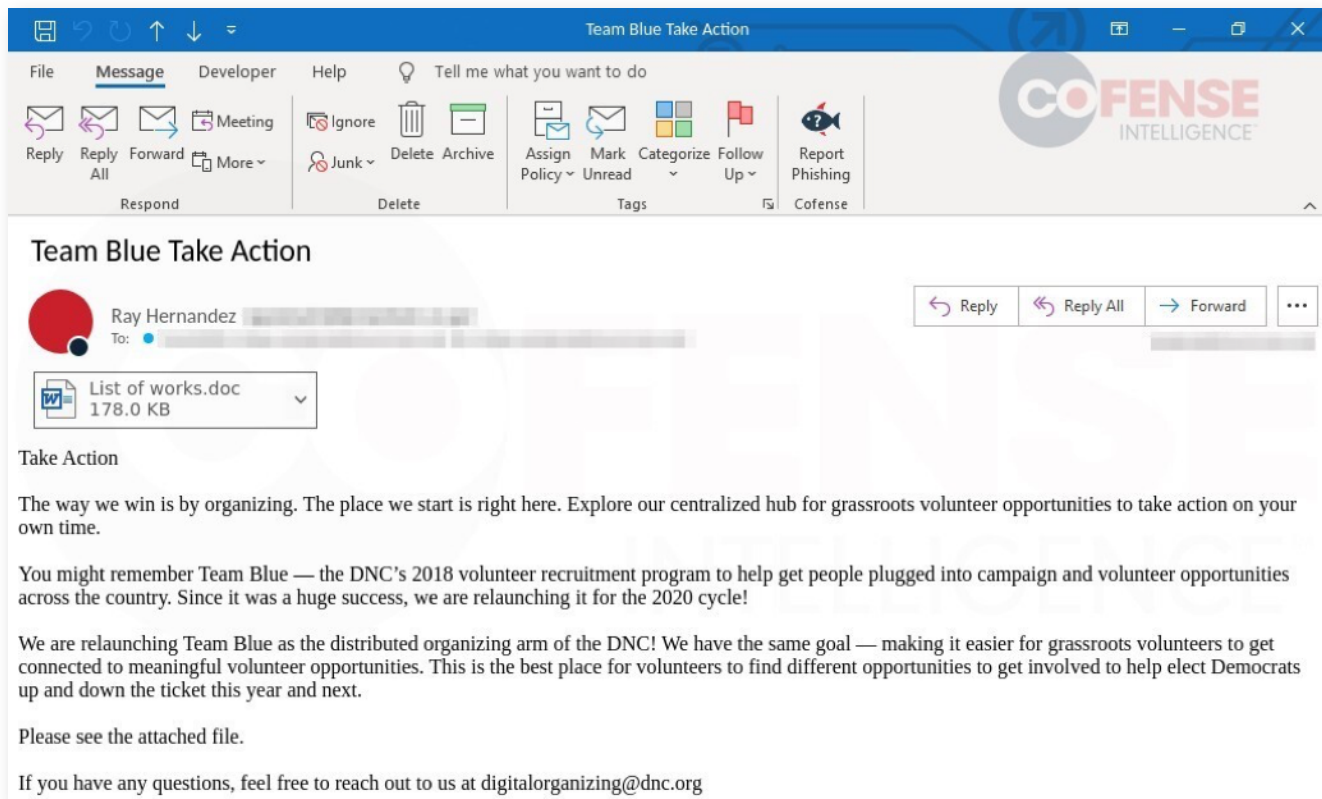 Team Blue Take Action
File Message Developer Help Tell me what you want to do
COFENSE
INTELLIGENCE
Reply
Reply All
Forward
Meeting
More
Ignore
Junk
Delete
Archive
Assign Policy
Mark Unread
Categorize
Follow Up
Report Phishing
Respond Delete Tags Cofense
Team Blue Take Action
Ray Hernandez
To:
Reply Reply All Forward
List of works.doc
178.0 KB
Take Action
The way we win is by organizing. The place we start is right here. Explore our centralized hub for grassroots volunteer opportunities to take action on your
own time.
You might remember Team Blue — the DNC’s 2018 volunteer recruitment program to help get people plugged into campaign and volunteer opportunities
across the country. Since it was a huge success, we are relaunching it for the 2020 cycle!
We are relaunching Team Blue as the distributed organizing arm of the DNC! We have the same goal — making it easier for grassroots volunteers to get
connected to meaningful volunteer opportunities. This is the best place for volunteers to find different opportunities to get involved to help elect Democrats
up and down the ticket this year and next.
Please see the attached file.
If you have any questions, feel free to reach out to us at digitalorganizing@dnc.org